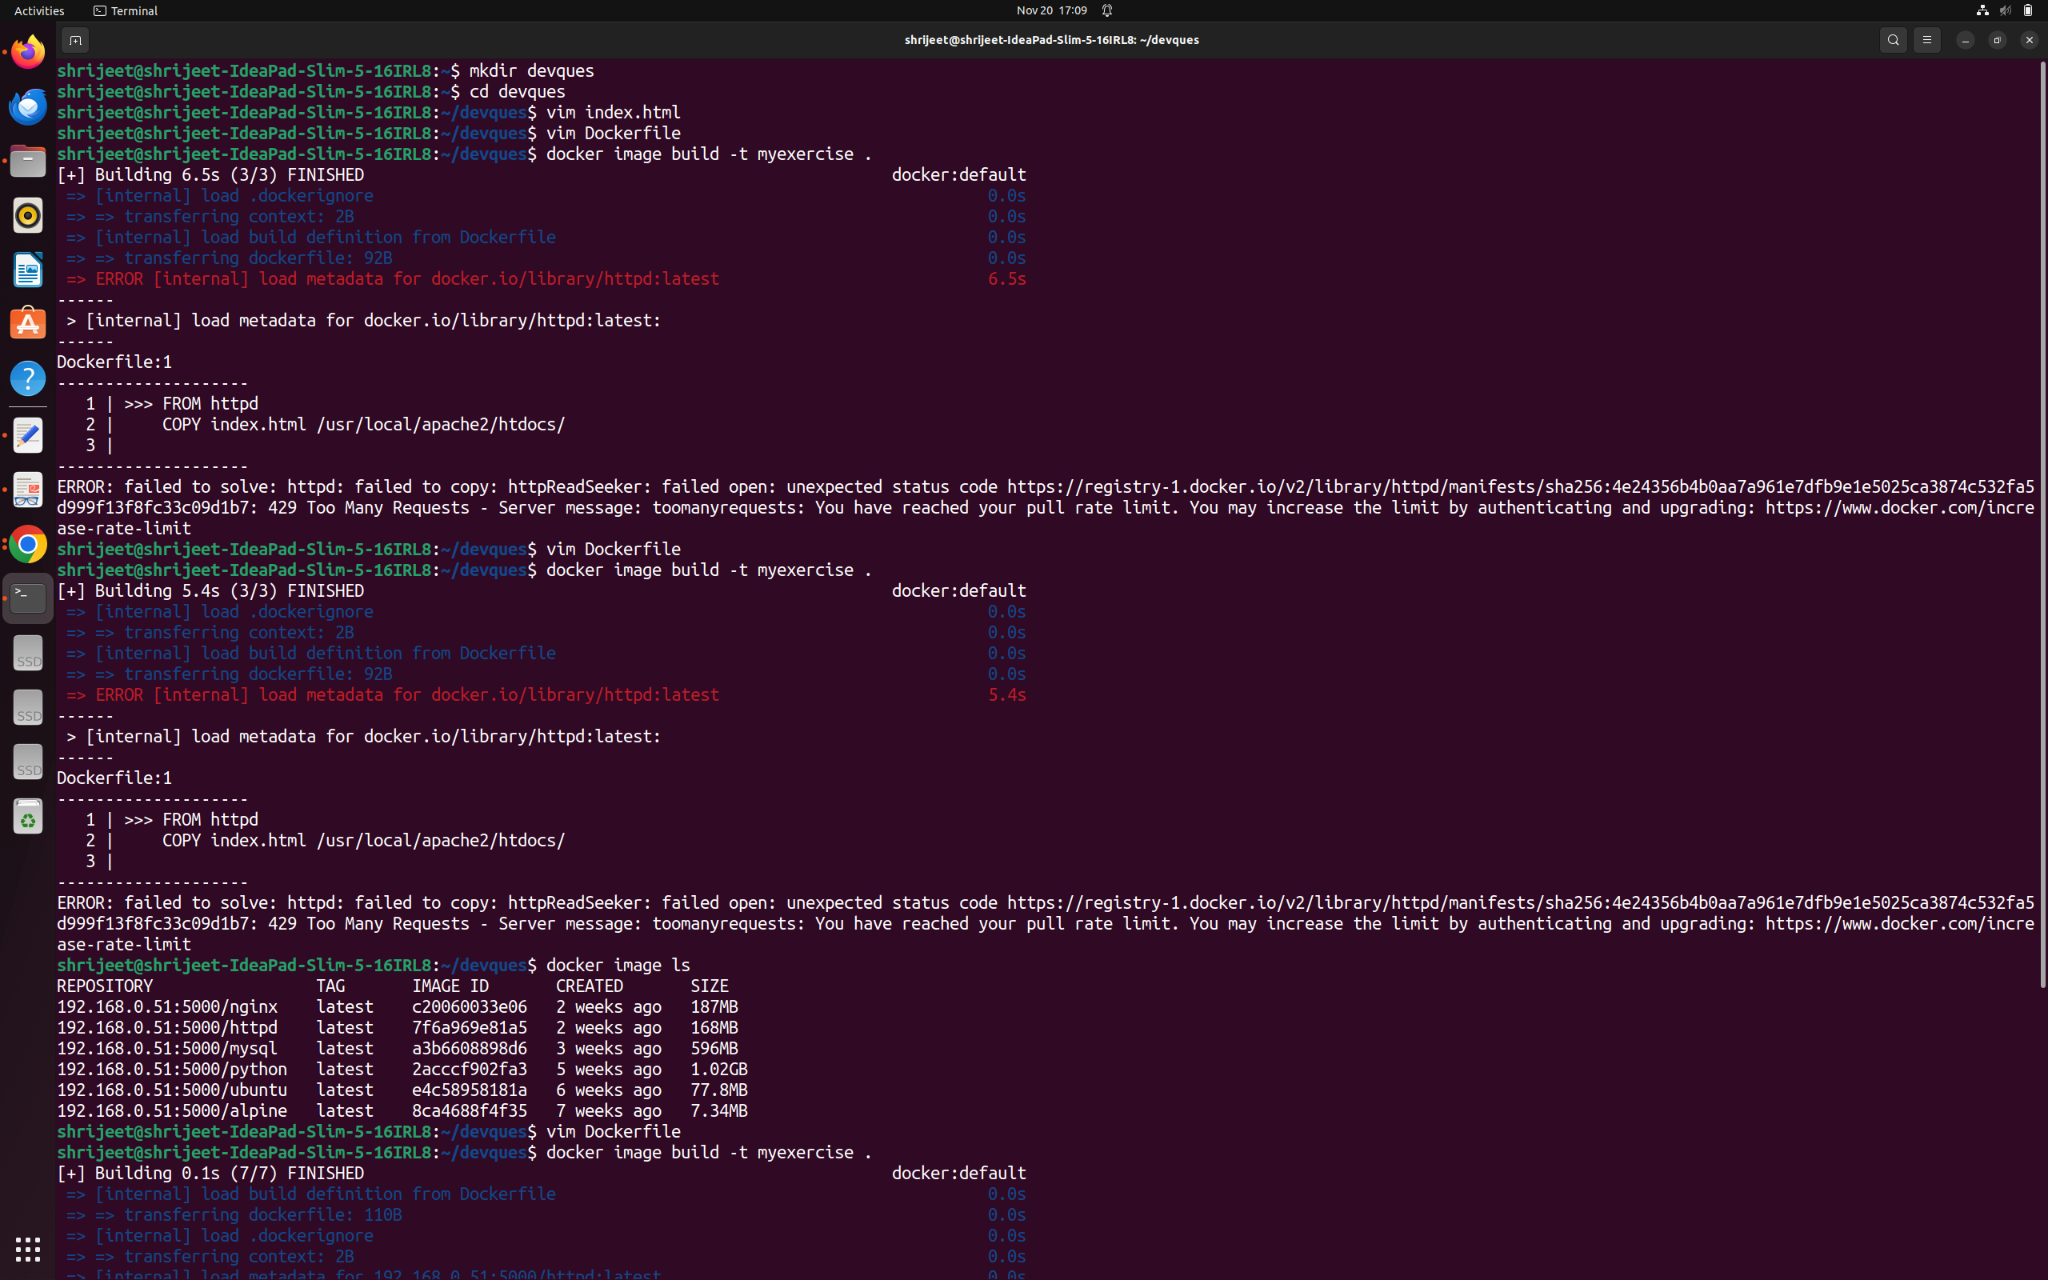 Activities Terminal Nov 20 17:09
shrijeet@shrijeet-IdeaPad-Slim-5-16IRL8: ~/devques
shrijeet@shrijeet-IdeaPad-Slim-5-16IRL8:~$ mkdir devques
shrijeet@shrijeet-IdeaPad-Slim-5-16IRL8:~$ cd devques
shrijeet@shrijeet-IdeaPad-Slim-5-16IRL8:~/devques$ vim index.html
shrijeet@shrijeet-IdeaPad-Slim-5-16IRL8:~/devques$ vim Dockerfile
shrijeet@shrijeet-IdeaPad-Slim-5-16IRL8:~/devques$ docker image build -t myexercise .
[+] Building 6.5s (3/3) FINISHED docker:default
=> [internal] load .dockerignore 0.0s
=> => transferring context: 2B 0.0s
=> [internal] load build definition from Dockerfile 0.0s
=> => transferring dockerfile: 92B 0.0s
=> ERROR [internal] load metadata for docker.io/library/httpd:latest 6.5s
------
> [internal] load metadata for docker.io/library/httpd:latest:
------
Dockerfile:1
--------------------
1 | >>> FROM httpd
2 | COPY index.html /usr/local/apache2/htdocs/
3 |
--------------------
ERROR: failed to solve: httpd: failed to copy: httpReadSeeker: failed open: unexpected status code https://registry-1.docker.io/v2/library/httpd/manifests/sha256:4e24356b4b0aa7a961e7dfb9e1e5025ca3874c532fa5
d999f13f8fc33c09d1b7: 429 Too Many Requests - Server message: toomanyrequests: You have reached your pull rate limit. You may increase the limit by authenticating and upgrading: https://www.docker.com/incre
ase-rate-limit
shrijeet@shrijeet-IdeaPad-Slim-5-16IRL8:~/devques$ vim Dockerfile
shrijeet@shrijeet-IdeaPad-Slim-5-16IRL8:~/devques$ docker image build -t myexercise .
[+] Building 5.4s (3/3) FINISHED docker:default
=> [internal] load .dockerignore 0.0s
=> => transferring context: 2B 0.0s
=> [internal] load build definition from Dockerfile 0.0s
=> => transferring dockerfile: 92B 0.0s
=> ERROR [internal] load metadata for docker.io/library/httpd:latest 5.4s
------
> [internal] load metadata for docker.io/library/httpd:latest:
------
Dockerfile:1
--------------------
1 | >>> FROM httpd
2 | COPY index.html /usr/local/apache2/htdocs/
3 |
--------------------
ERROR: failed to solve: httpd: failed to copy: httpReadSeeker: failed open: unexpected status code https://registry-1.docker.io/v2/library/httpd/manifests/sha256:4e24356b4b0aa7a961e7dfb9e1e5025ca3874c532fa5
d999f13f8fc33c09d1b7: 429 Too Many Requests - Server message: toomanyrequests: You have reached your pull rate limit. You may increase the limit by authenticating and upgrading: https://www.docker.com/incre
ase-rate-limit
shrijeet@shrijeet-IdeaPad-Slim-5-16IRL8:~/devques$ docker image ls
REPOSITORY TAG IMAGE ID CREATED SIZE
192.168.0.51:5000/nginx latest c20060033e06 2 weeks ago 187MB
192.168.0.51:5000/httpd latest 7f6a969e81a5 2 weeks ago 168MB
192.168.0.51:5000/mysql latest a3b6608898d6 3 weeks ago 596MB
192.168.0.51:5000/python latest 2acccf902fa3 5 weeks ago 1.02GB
192.168.0.51:5000/ubuntu latest e4c58958181a 6 weeks ago 77.8MB
192.168.0.51:5000/alpine latest 8ca4688f4f35 7 weeks ago 7.34MB
shrijeet@shrijeet-IdeaPad-Slim-5-16IRL8:~/devques$ vim Dockerfile
shrijeet@shrijeet-IdeaPad-Slim-5-16IRL8:~/devques$ docker image build -t myexercise .
[+] Building 0.1s (7/7) FINISHED docker:default
=> [internal] load build definition from Dockerfile 0.0s
=> => transferring dockerfile: 110B 0.0s
=> [internal] load .dockerignore 0.0s
=> => transferring context: 2B 0.0s
=> [internal] load metadata for 192.168.0.51:5000/httpd:latest 0.0s
SSD
SSD
SSD